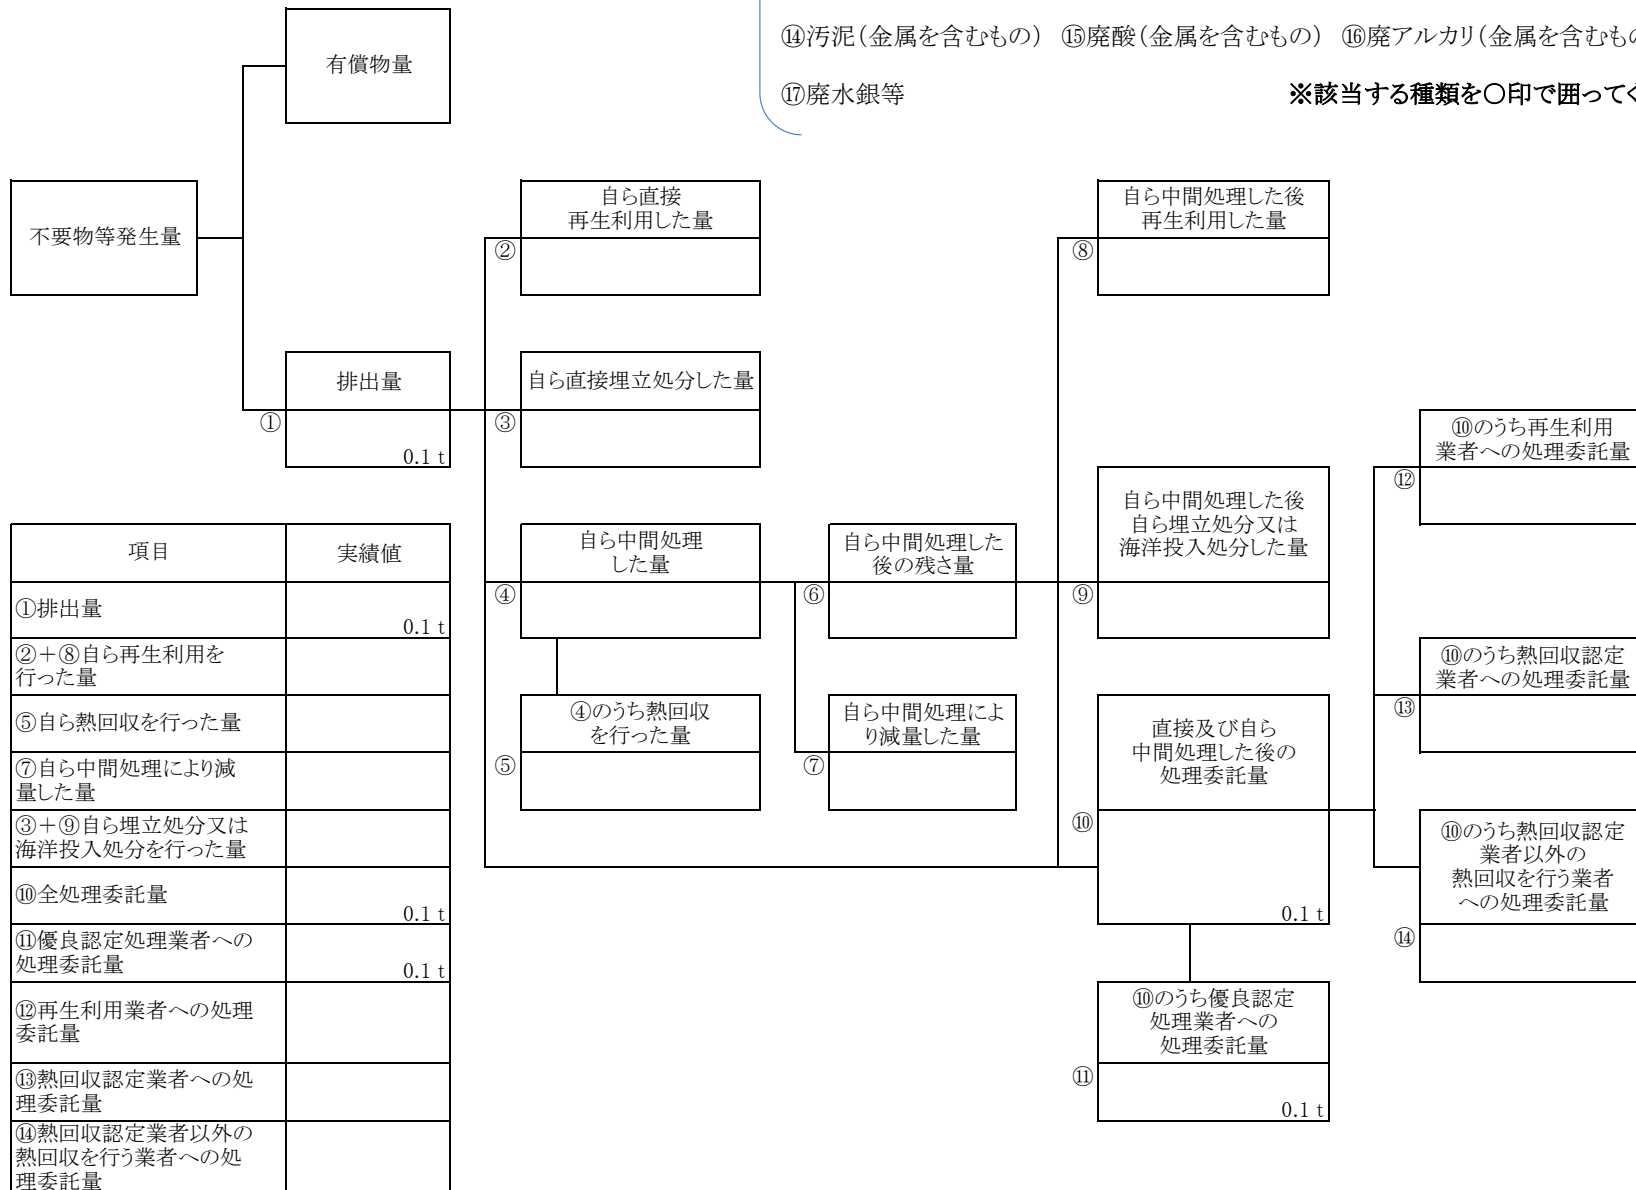 ⑭汚泥(金属を含むもの) ⑮廃酸(金属を含むもの) ⑯廃アルカリ(金属を含むもの
⑰廃水銀等 ※該当する種類を○印で囲ってく
有償物量
不要物等発生量
自ら直接
再生利用した量
②
自ら中間処理した後
再生利用した量
⑧
排出量
①
0.1 t
自ら直接埋立処分した量
③
⑩のうち再生利用
業者への処理委託量
⑫
自ら中間処理
した量
④
自ら中間処理した
後の残さ量
⑥
自ら中間処理した後
自ら埋立処分又は
海洋投入処分した量
⑨
④のうち熱回収
を行った量
⑤
自ら中間処理によ
り減量した量
⑦
直接及び自ら
中間処理した後の
処理委託量
⑩
0.1 t
⑩のうち熱回収認定
業者への処理委託量
⑬
⑩のうち熱回収認定
業者以外の
熱回収を行う業者
への処理委託量
⑭
⑩のうち優良認定
処理業者への
処理委託量
⑪
0.1 t
項目 実績値
①排出量
0.1 t
②+⑧自ら再生利用を
行った量
⑤自ら熱回収を行った量
⑦自ら中間処理により減
量した量
③+⑨自ら埋立処分又は
海洋投入処分を行った量
⑩全処理委託量
0.1 t
⑪優良認定処理業者への
処理委託量
0.1 t
⑫再生利用業者への処理
委託量
⑬熱回収認定業者への処
理委託量
⑭熱回収認定業者以外の
熱回収を行う業者への処
理委託量